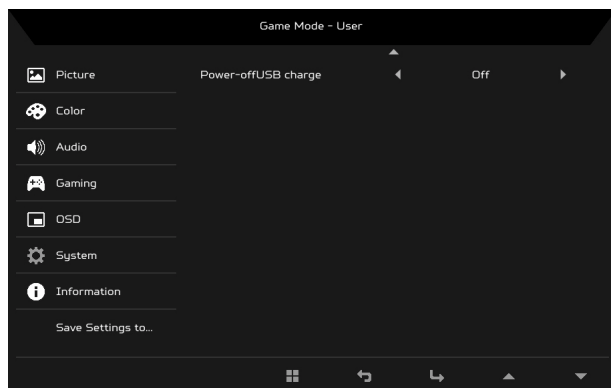 Game Mode - User
Picture
Power-offUSB charge
Off
Color
Audio
Gaming
OSD
System
Information
Save Settings to...